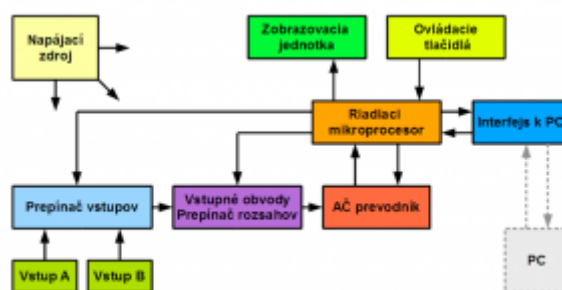 Napájací
zdroj
Zobrazovacia
jednotka
Ovládacie
tlačidlá
Riadiaci
mikroprocesor
Interfejs k PC
Prepínač vstupov
Vstupné obvody
Prepínač rozsahov
AČ prevodník
PC
Vstup A
Vstup B